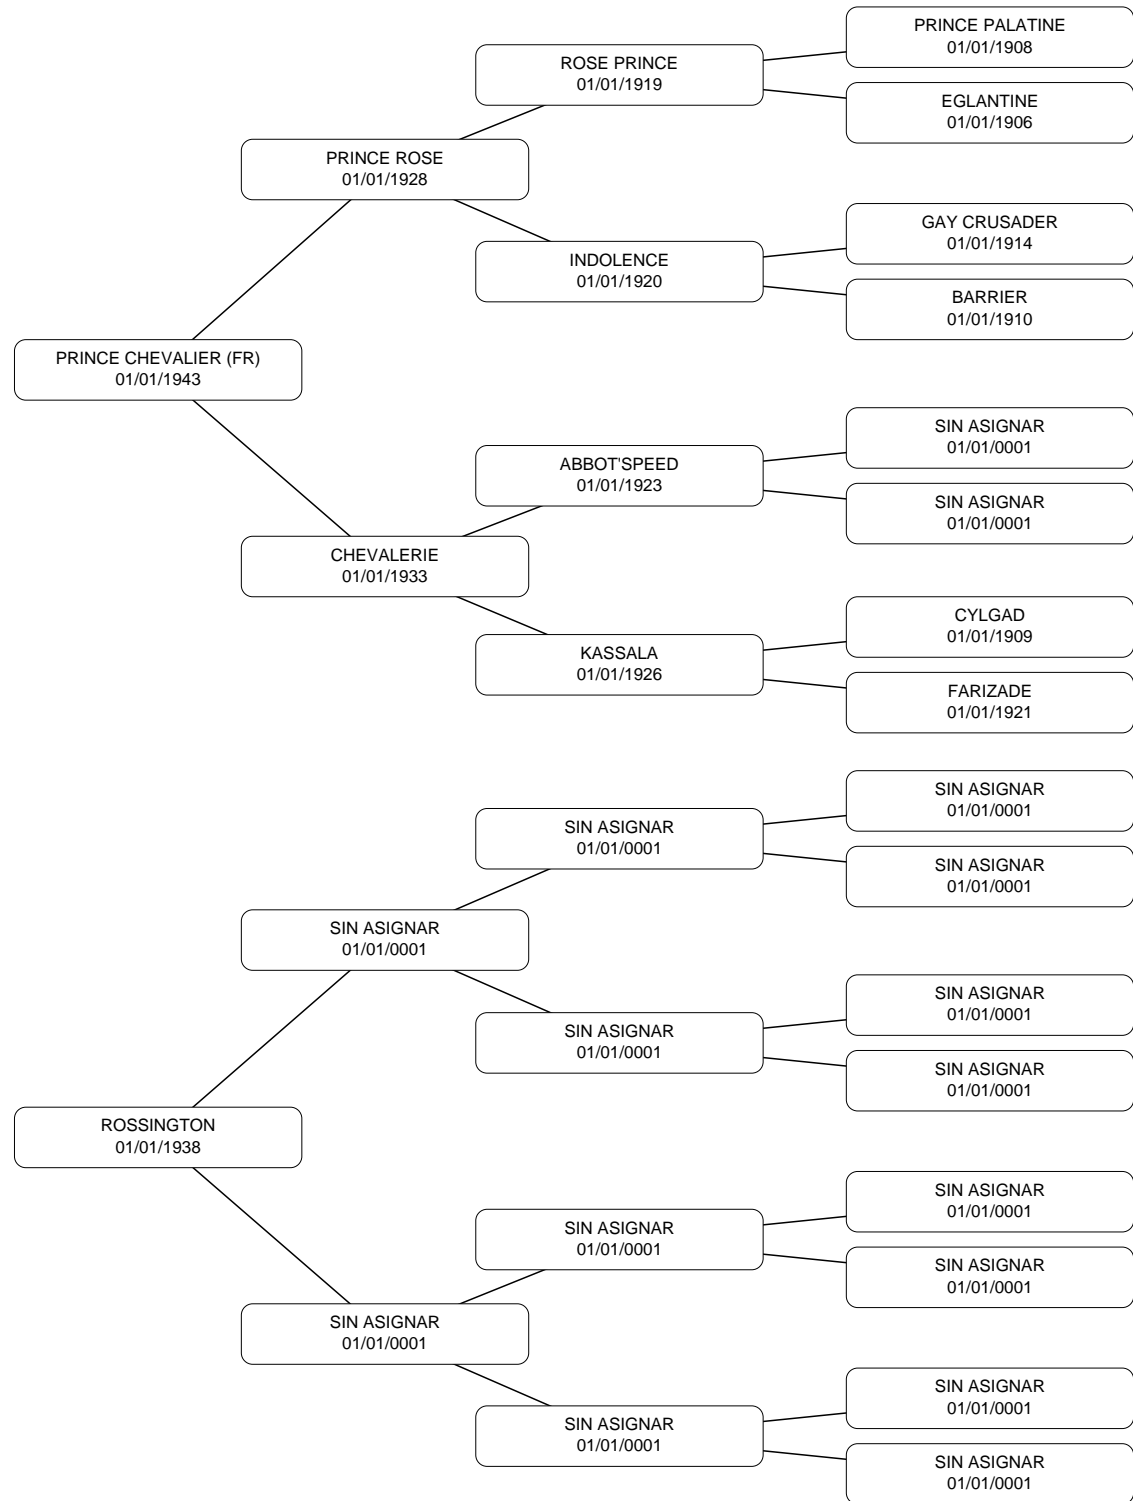 PRINCE PALATINE
01/01/1908
ROSE PRINCE
01/01/1919
EGLANTINE
01/01/1906
PRINCE ROSE
01/01/1928
GAY CRUSADER
01/01/1914
INDOLENCE
01/01/1920
BARRIER
01/01/1910
PRINCE CHEVALIER (FR)
01/01/1943
SIN ASIGNAR
01/01/0001
ABBOT'SPEED
01/01/1923
SIN ASIGNAR
01/01/0001
CHEVALERIE
01/01/1933
CYLGAD
01/01/1909
KASSALA
01/01/1926
FARIZADE
01/01/1921
SIN ASIGNAR
01/01/0001
SIN ASIGNAR
01/01/0001
SIN ASIGNAR
01/01/0001
SIN ASIGNAR
01/01/0001
SIN ASIGNAR
01/01/0001
SIN ASIGNAR
01/01/0001
SIN ASIGNAR
01/01/0001
ROSSINGTON
01/01/1938
SIN ASIGNAR
01/01/0001
SIN ASIGNAR
01/01/0001
SIN ASIGNAR
01/01/0001
SIN ASIGNAR
01/01/0001
SIN ASIGNAR
01/01/0001
SIN ASIGNAR
01/01/0001
SIN ASIGNAR
01/01/0001